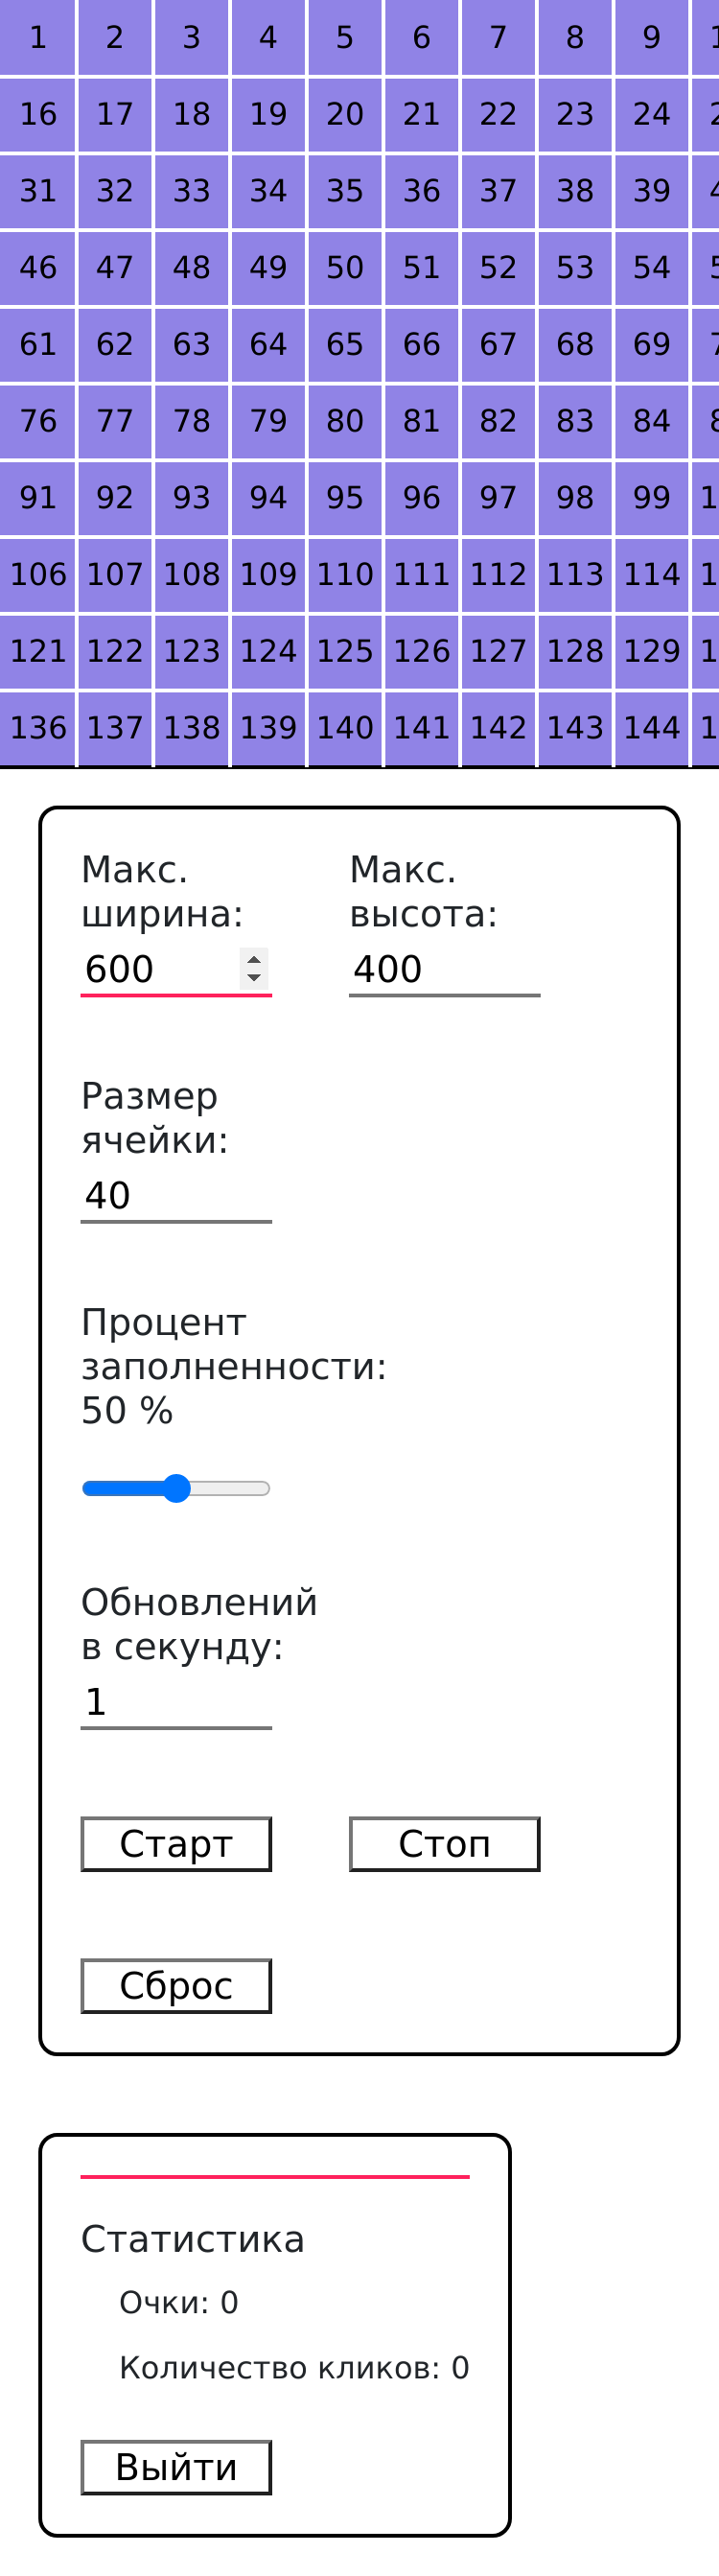 1 2 3 4 5 6 7 8 9
16 17 18 19 20 21 22 23 24
31 32 33 34 35 36 37 38 39
46 47 48 49 50 51 52 53 54
61 62 63 64 65 66 67 68 69
76 77 78 79 80 81 82 83 84
91 92 93 94 95 96 97 98 99
106 107 108 109 110 111 112 113 114
121 122 123 124 125 126 127 128 129
136 137 138 139 140 141 142 143 144
Макс.
ширина:
600
Макс.
высота:
400
Размер
ячейки:
40
Процент
заполненности:
50 %
Обновлений
в секунду:
1
Старт
Стоп
Сброс
Статистика
Очки: 0
Количество кликов: 0
Выйти